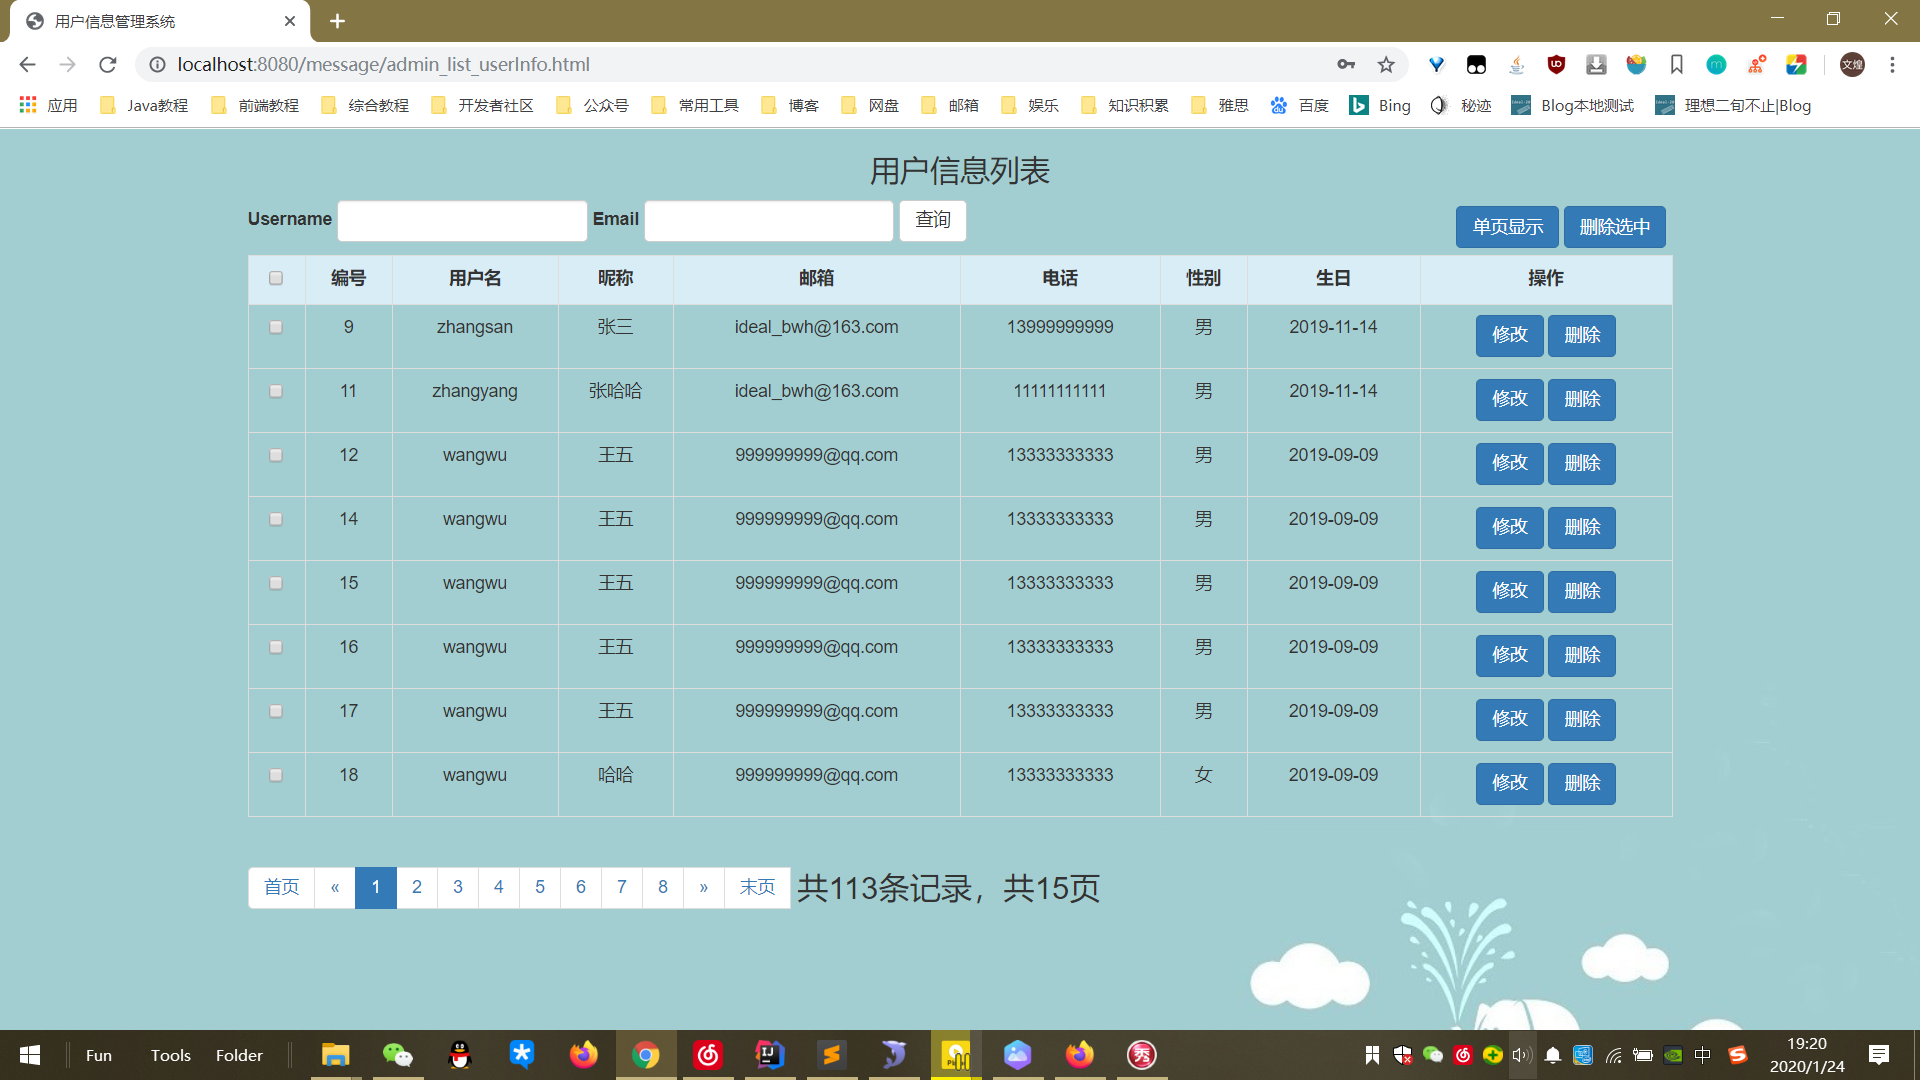 用户信息管理系统
localhost:8080/message/admin_list_userInfo.html
文煌
应用 Java教程 前端教程 综合教程 开发者社区 公众号 常用工具 博客 网盘 邮箱 娱乐 知识积累 雅思 百度 Bing 秘迹 Blog本地测试 理想二旬不止|Blog
用户信息列表
Username Email 查询 单页显示 删除选中
编号 用户名 昵称 邮箱 电话 性别 生日 操作
9 zhangsan 张三 ideal_bwh@163.com 13999999999 男 2019-11-14 修改 删除
11 zhangyang 张哈哈 ideal_bwh@163.com 11111111111 男 2019-11-14 修改 删除
12 wangwu 王五 999999999@qq.com 13333333333 男 2019-09-09 修改 删除
14 wangwu 王五 999999999@qq.com 13333333333 男 2019-09-09 修改 删除
15 wangwu 王五 999999999@qq.com 13333333333 男 2019-09-09 修改 删除
16 wangwu 王五 999999999@qq.com 13333333333 男 2019-09-09 修改 删除
17 wangwu 王五 999999999@qq.com 13333333333 男 2019-09-09 修改 删除
18 wangwu 哈哈 999999999@qq.com 13333333333 女 2019-09-09 修改 删除
首页 « 1 2 3 4 5 6 7 8 » 末页 共113条记录，共15页
Fun Tools Folder 中 19:20
2020/1/24